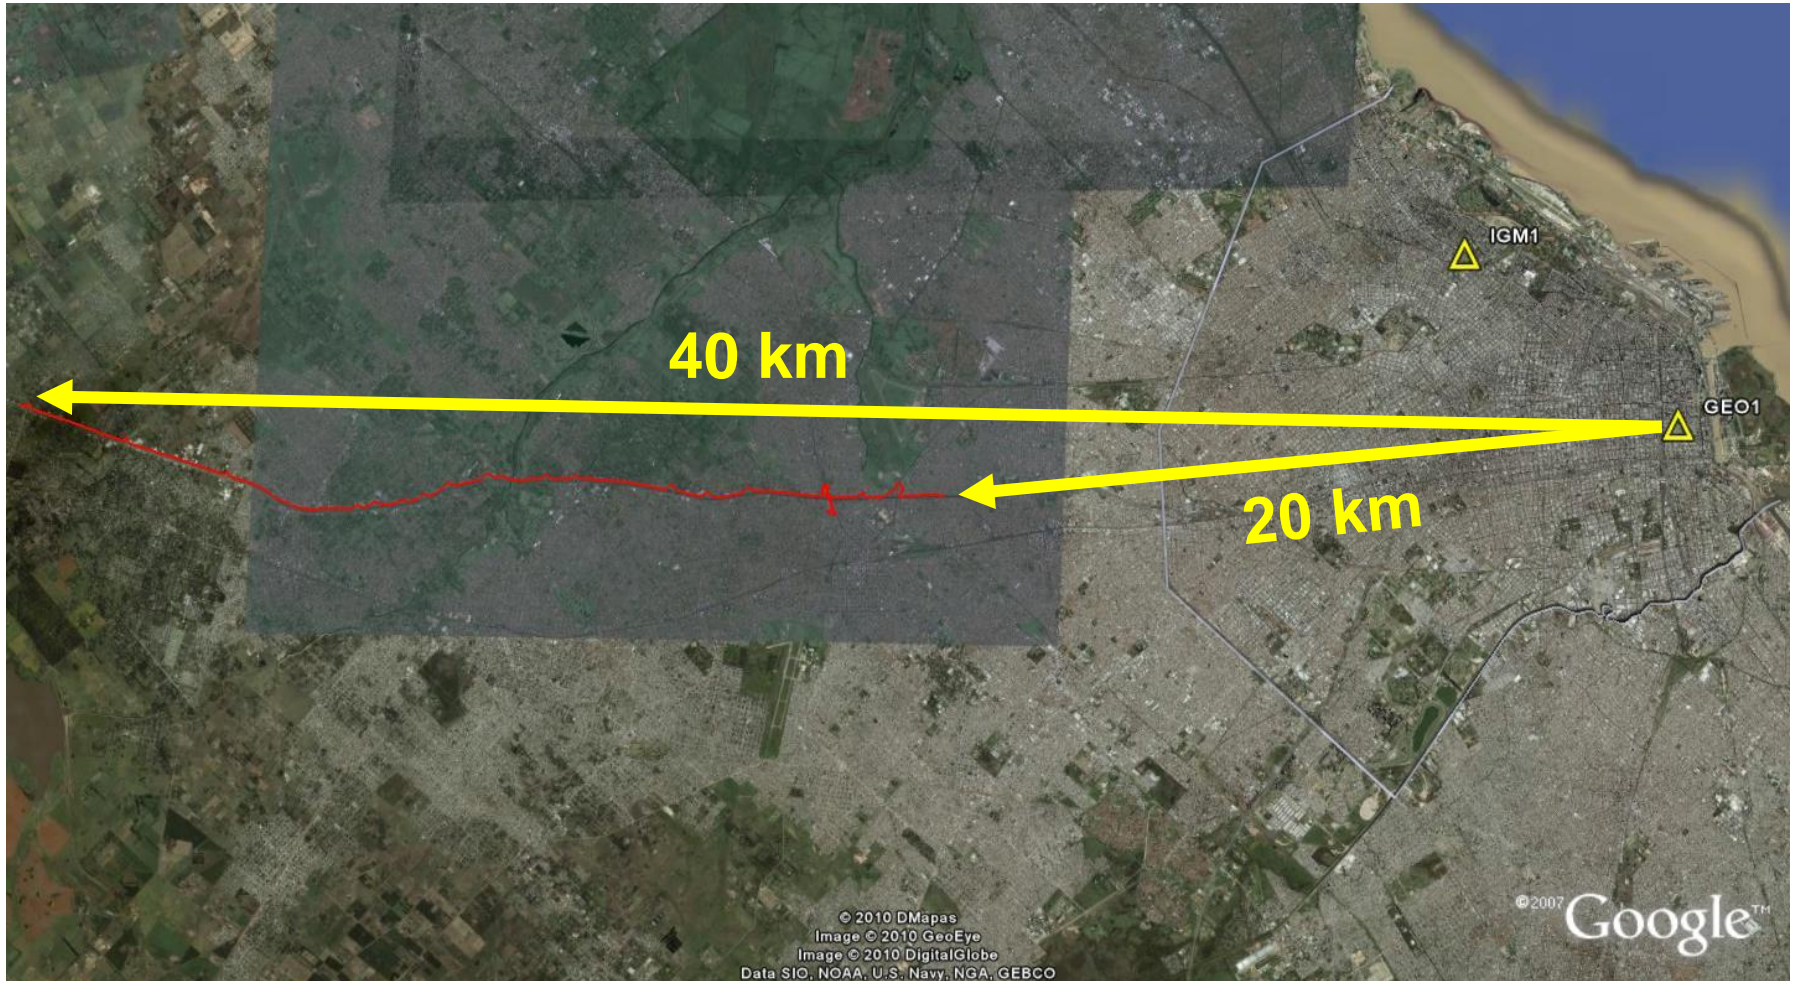 IGM1
40 km
GEO1
20 km
© 2010 DMapas
Image © 2010 GeoEye
Image © 2010 DigitalGlobe
Data SIO, NOAA, U.S. Navy, NGA, GEBCO
©2007 Google™